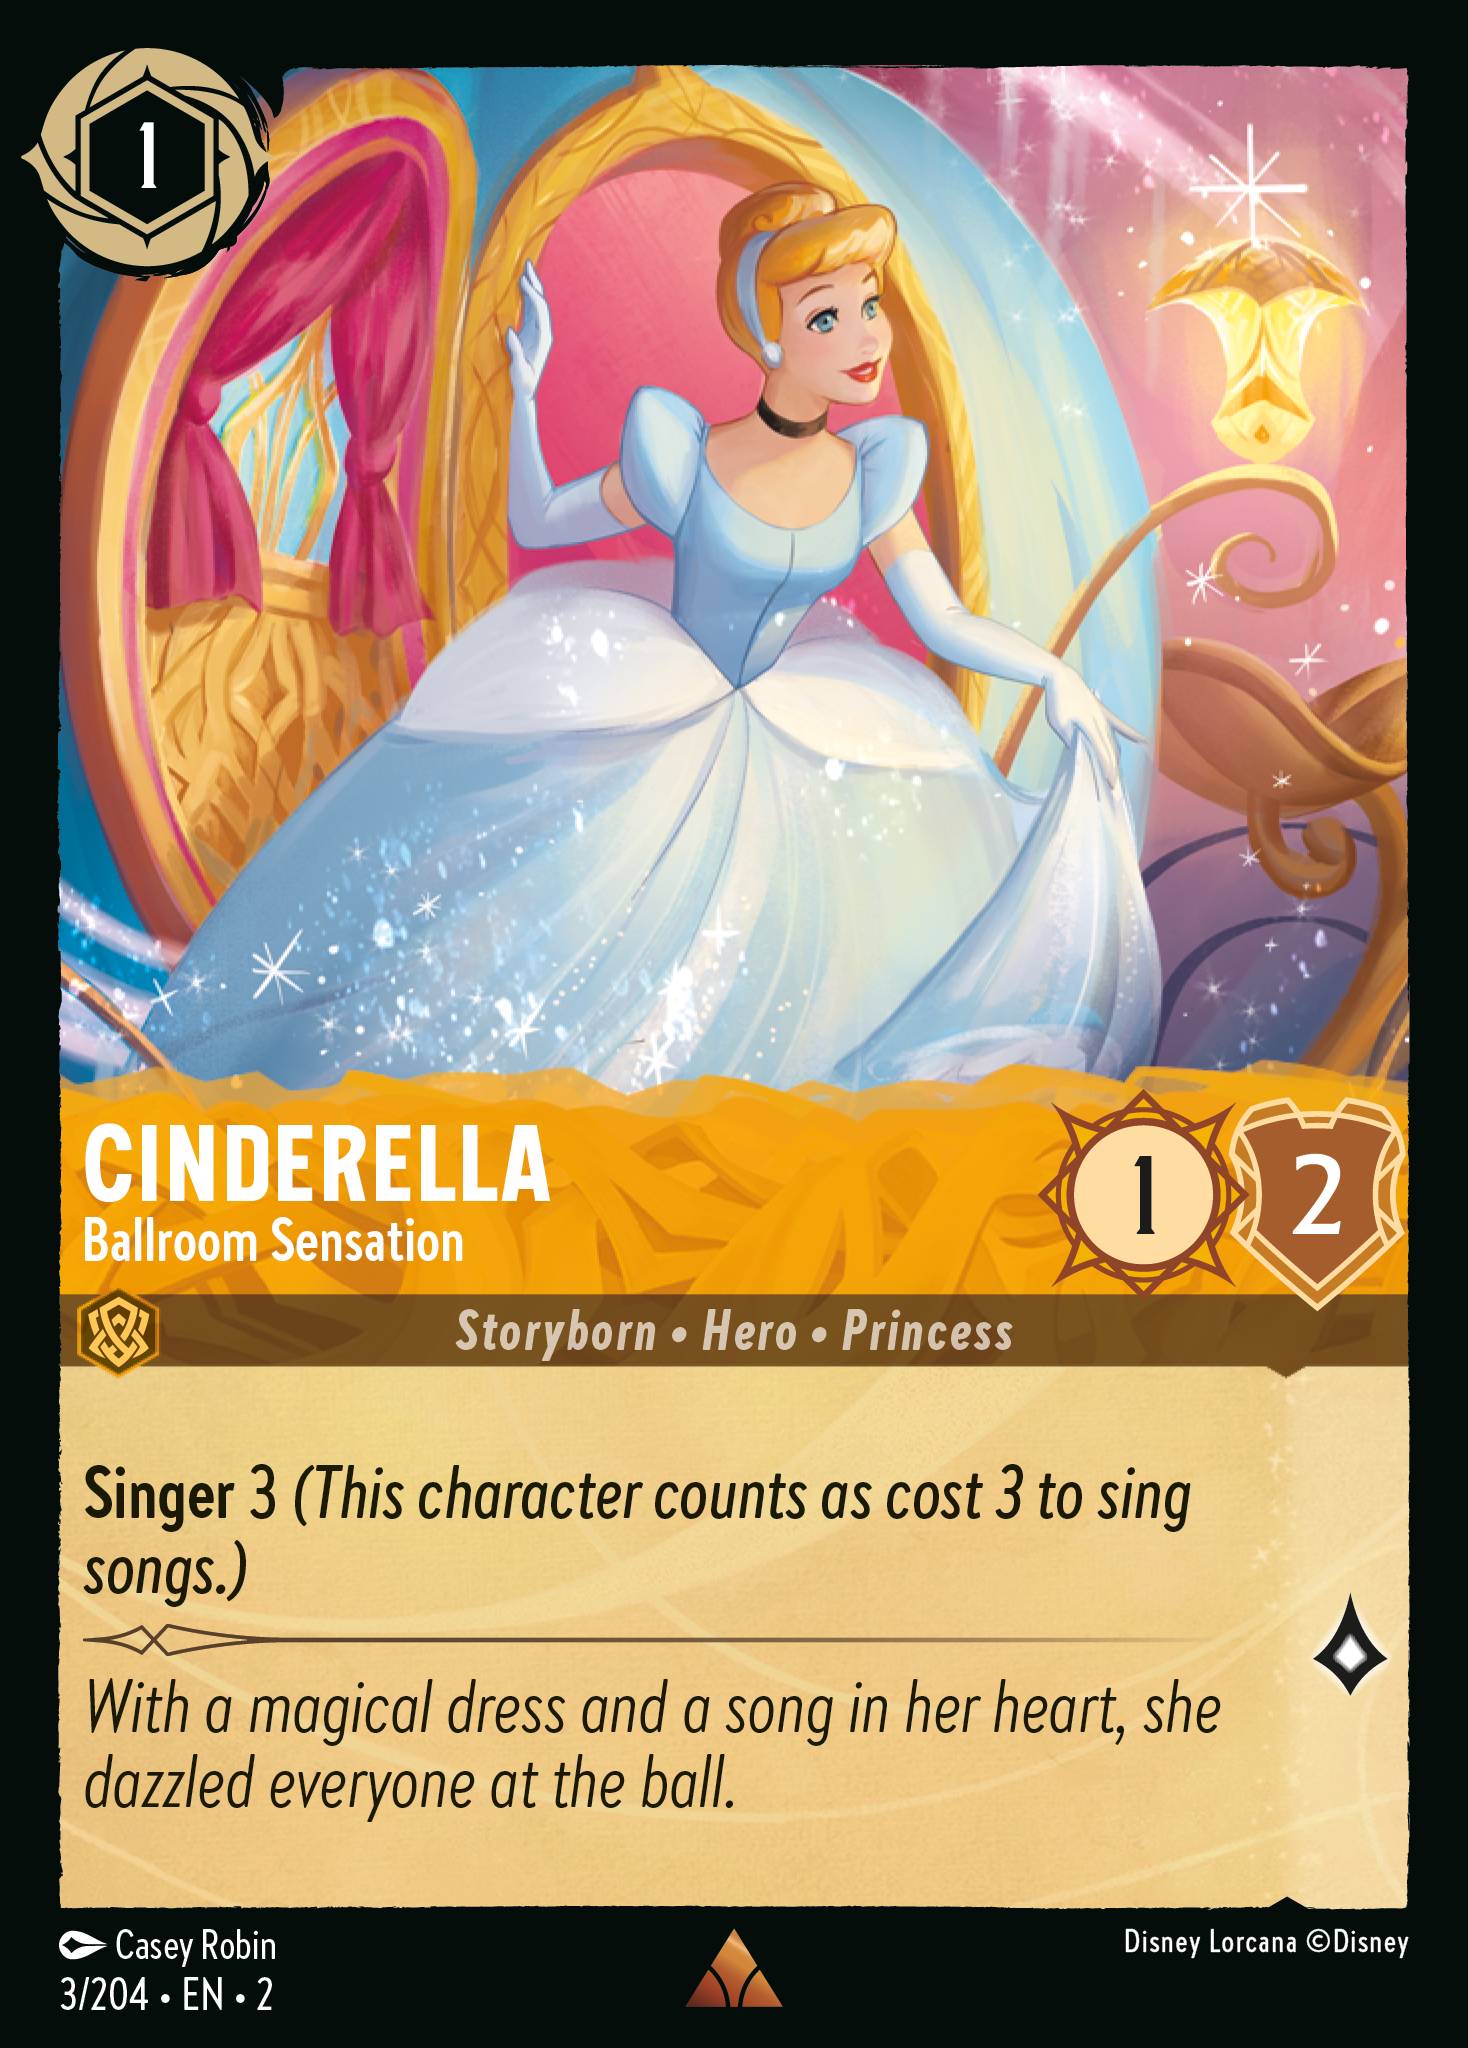 1
CINDERELLA
Ballroom Sensation
1
2
Storyborn • Hero • Princess
Singer 3 (This character counts as cost 3 to sing
songs.)
With a magical dress and a song in her heart, she
dazzled everyone at the ball.
Casey Robin
3/204 • EN • 2
Disney Lorcana ©Disney